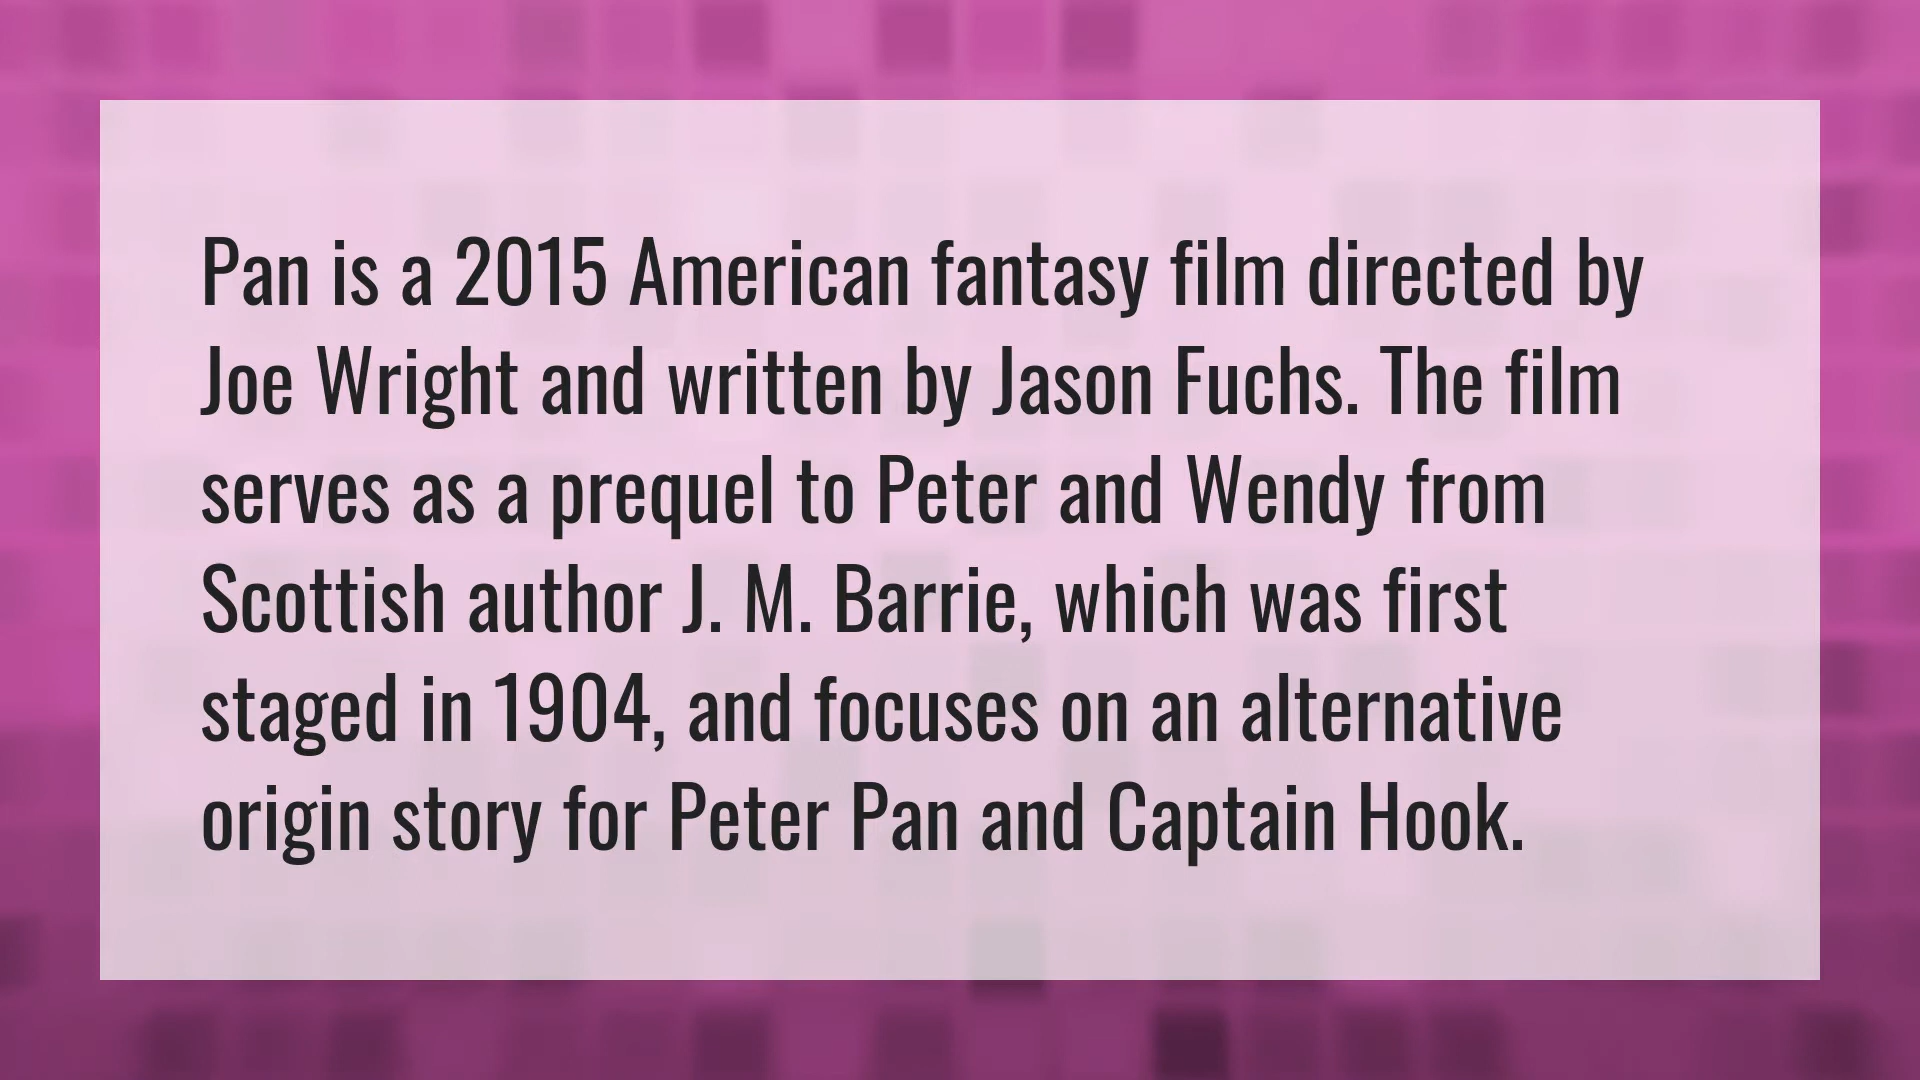 Pan is a 2015 American fantasy film directed by
Joe Wright and written by Jason Fuchs. The film
serves as a prequel to Peter and Wendy from
Scottish author J. M. Barrie, which was first
staged in 1904, and focuses on an alternative
origin story for Peter Pan and Captain Hook.